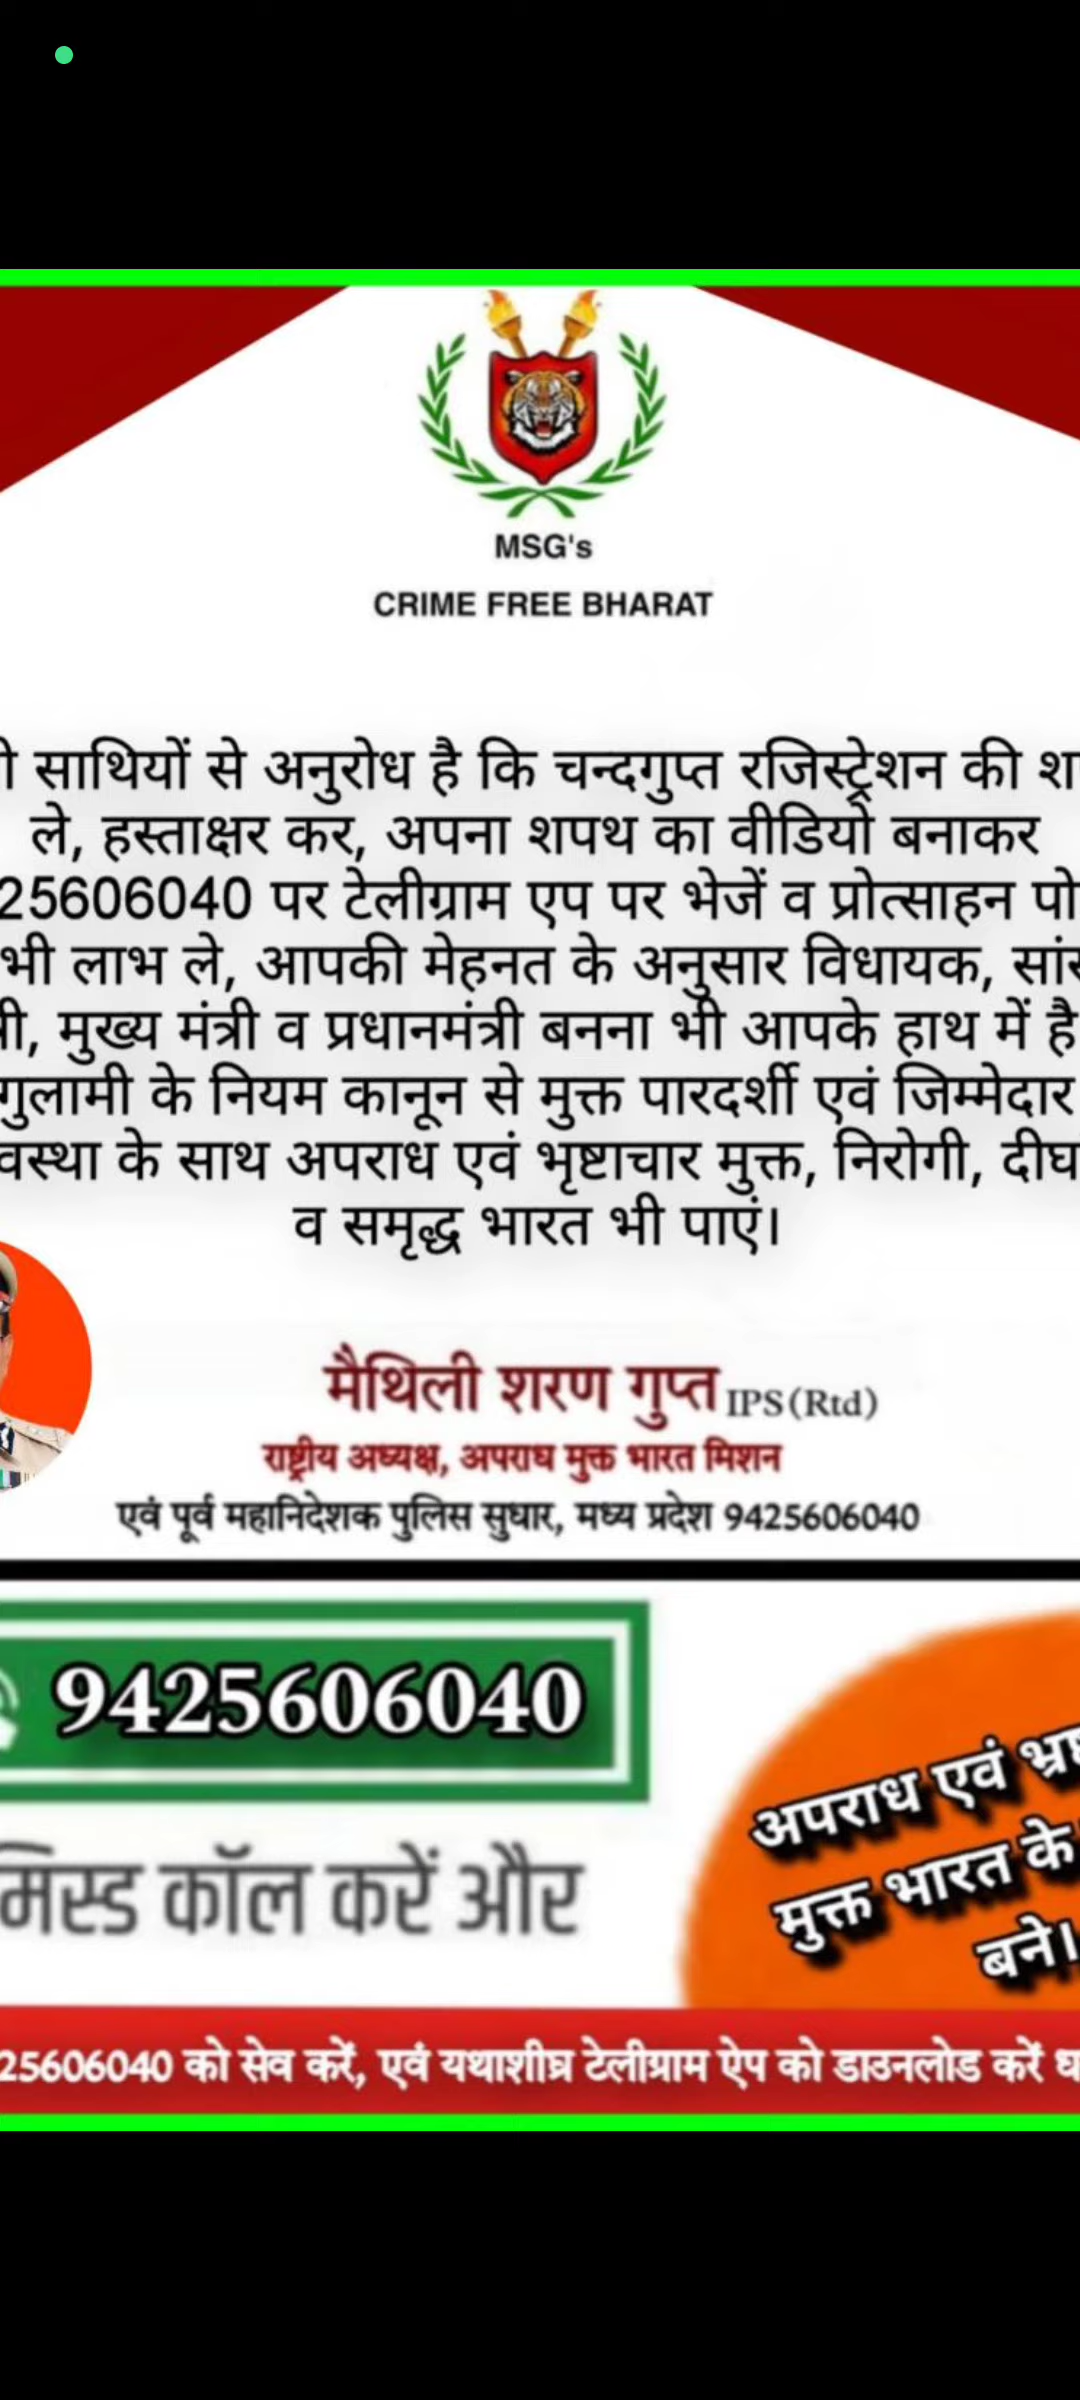 MSG's
CRIME FREE BHARAT
साथियों से अनुरोध है कि चन्दगुप्त रजिस्ट्रेशन की
ले, हस्ताक्षर कर, अपना शपथ का वीडियो बनाकर
25606040 पर टेलीग्राम एप पर भेजें व प्रोत्साहन
भी लाभ ले, आपकी मेहनत के अनुसार विधायक,
मुख्य मंत्री व प्रधानमंत्री बनना भी आपके हाथ में है
गुलामी के नियम कानून से मुक्त पारदर्शी एवं जिम्मेदार
वस्था के साथ अपराध एवं भृष्टाचार मुक्त, निरोगी,
व समृद्ध भारत भी पाएं।
मैथिली शरण गुप्त IPS (Rtd)
राष्ट्रीय अध्यक्ष, अपराध मुक्त भारत मिशन
एवं पूर्व महानिदेशक पुलिस सुधार, मध्य प्रदेश 9425606040
9425606040
मिस्ड कॉल करें और
अपराध एवं
मुक्त भारत के
बने।
25606040 को सेव करें, एवं यथाशीघ्र टेलीग्राम ऐप को डाउनलोड करें